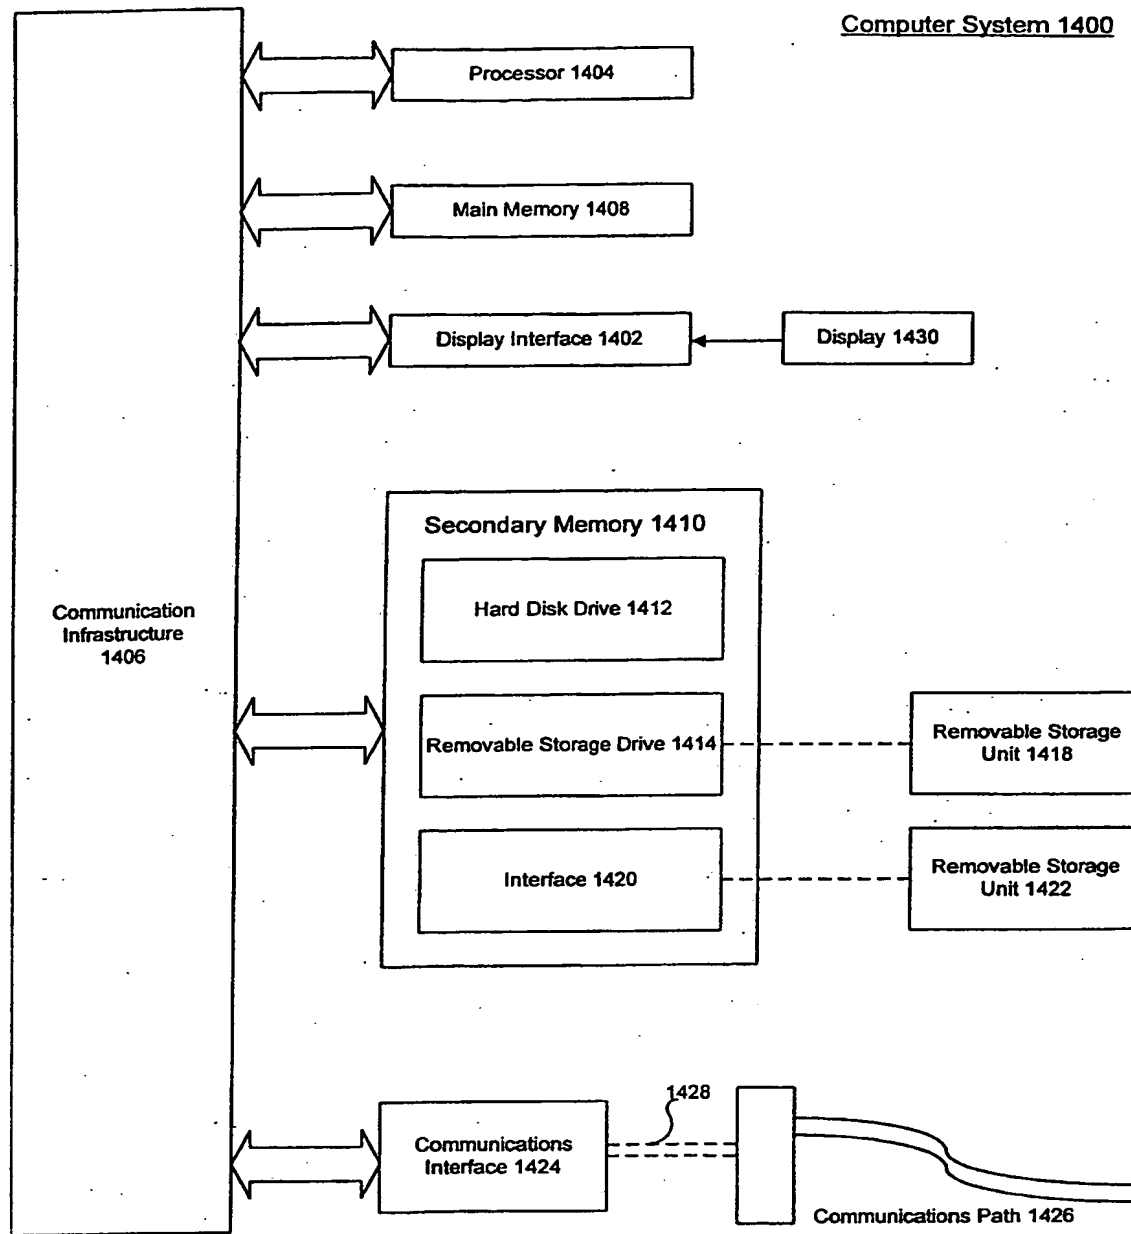 Computer System 1400
Processor 1404
Main Memory 1408
Display Interface 1402
Display 1430
Secondary Memory 1410
Hard Disk Drive 1412
Communication
Infrastructure
1406
Removable Storage Drive 1414
Removable Storage
Unit 1418
Interface 1420
Removable Storage
Unit 1422
1428
Communications
Interface 1424
Communications Path 1426